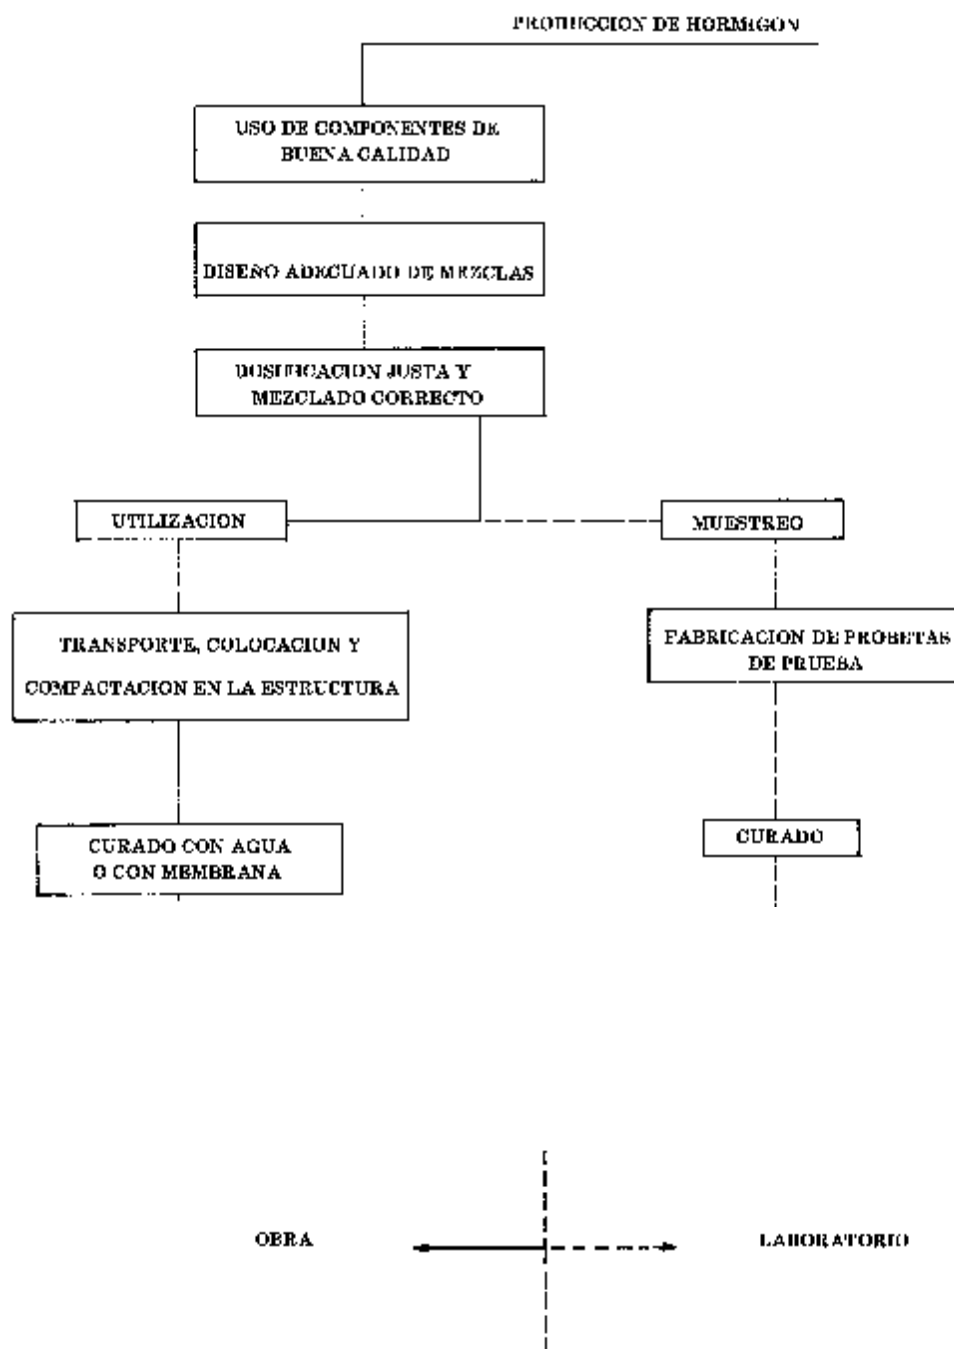 PRODUCCION DE HORMIGON
USO DE COMPONENTES DE
BUENA CALIDAD
DISEÑO ADECUADO DE MEZCLAS
DOSIFICACION JUSTA Y
MEZCLADO CORRECTO
UTILIZACION
MUESTREO
TRANSPORTE, COLOCACION Y
COMPACTACION EN LA ESTRUCTURA
FABRICACION DE PROBETAS
DE PRUEBA
CURADO CON AGUA
O CON MEMBRANA
CURADO
OBRA
LABORATORIO